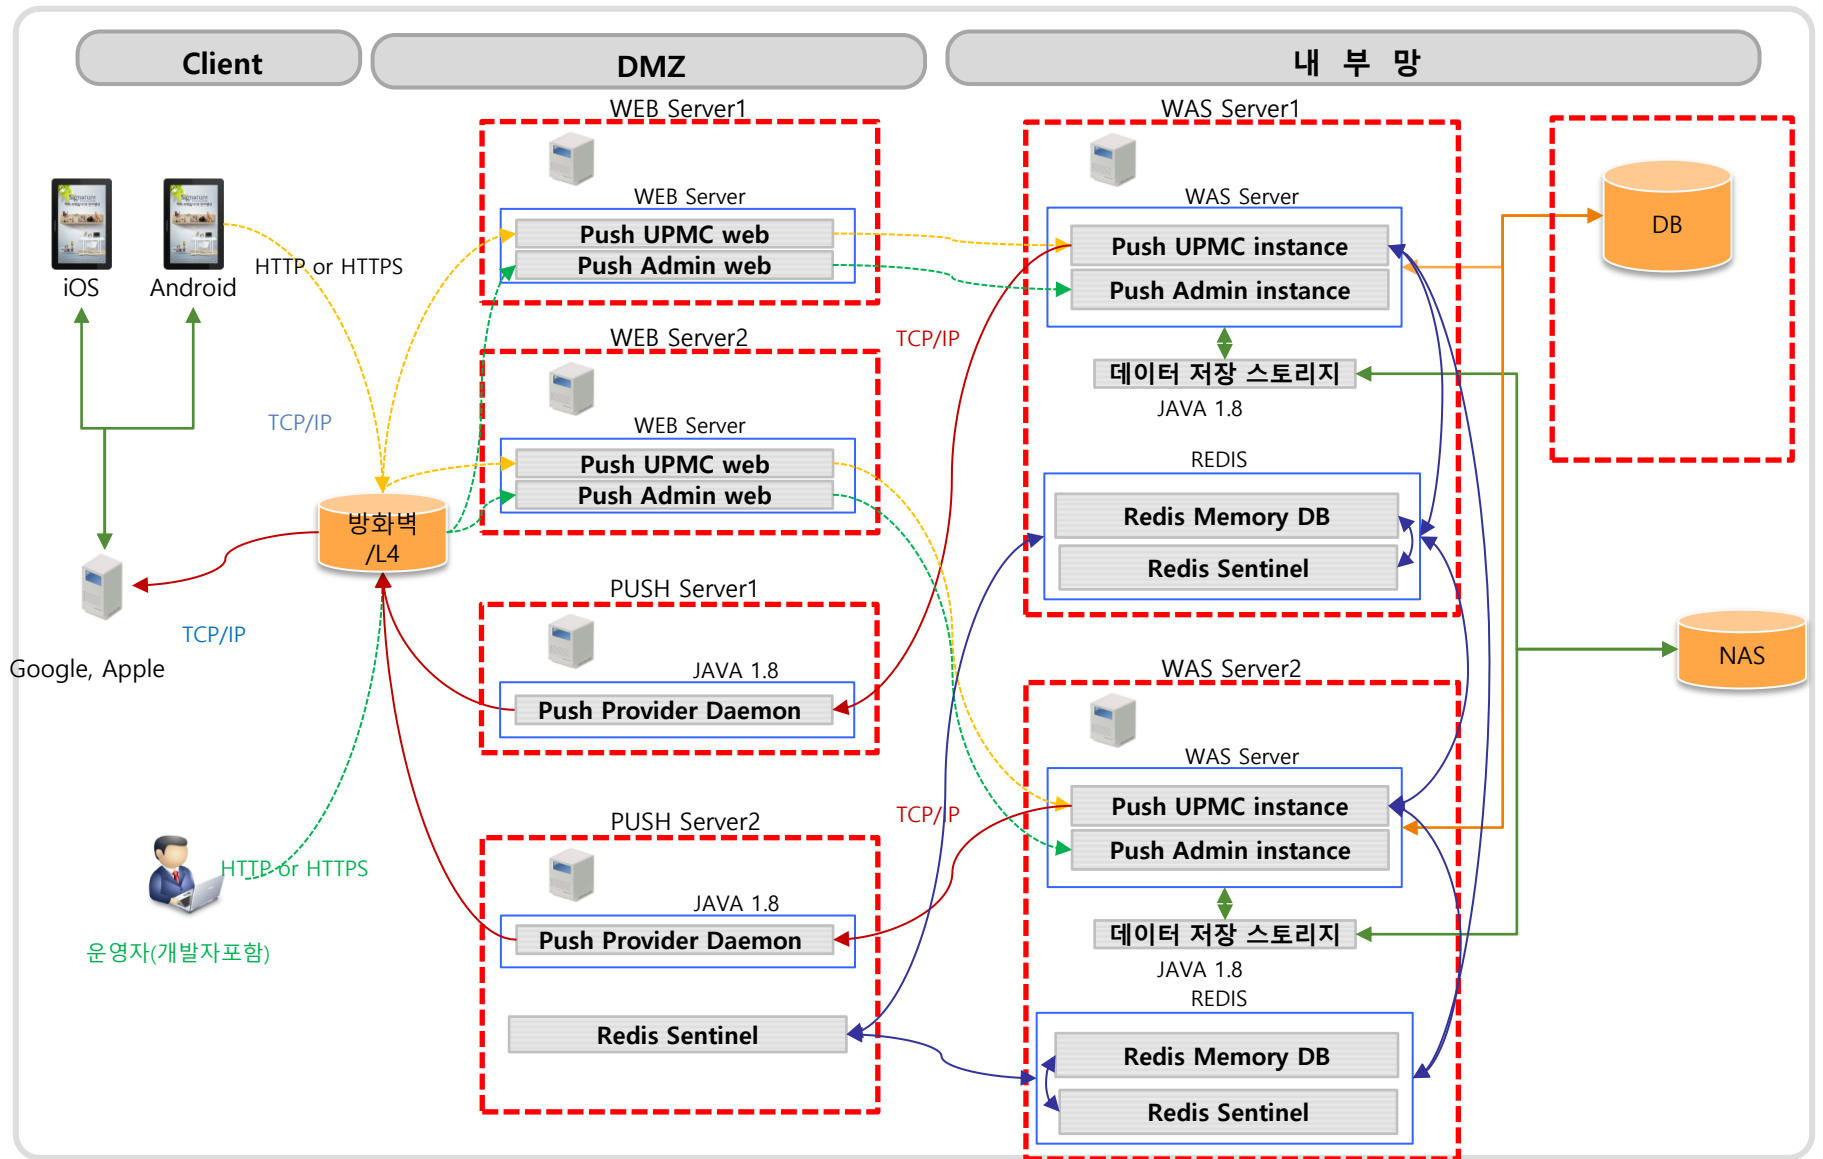 Client
DMZ
내 부 망
WEB Server1
WEB Server
Push UPMC web
Push Admin web
WAS Server1
WAS Server
Push UPMC instance
Push Admin instance
데이터 저장 스토리지
JAVA 1.8
REDIS
Redis Memory DB
Redis Sentinel
DB
iOS
Android
HTTP or HTTPS
TCP/IP
TCP/IP
WEB Server2
WEB Server
Push UPMC web
Push Admin web
방화벽
/L4
PUSH Server1
JAVA 1.8
Push Provider Daemon
TCP/IP
Google, Apple
NAS
WAS Server2
WAS Server
Push UPMC instance
Push Admin instance
데이터 저장 스토리지
JAVA 1.8
REDIS
Redis Memory DB
Redis Sentinel
TCP/IP
PUSH Server2
JAVA 1.8
Push Provider Daemon
Redis Sentinel
HTTP or HTTPS
운영자(개발자포함)